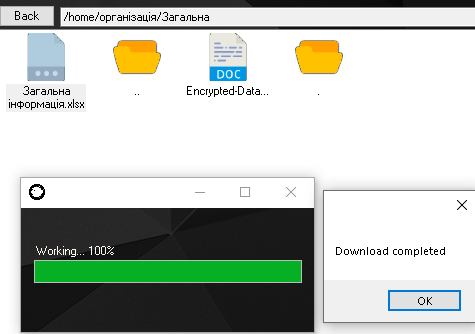 Back
/home/організація/Загальна
Загальна
інформація.xlsx
..
Encrypted-Data...
.
DOC
Working... 100%
Download completed
OK